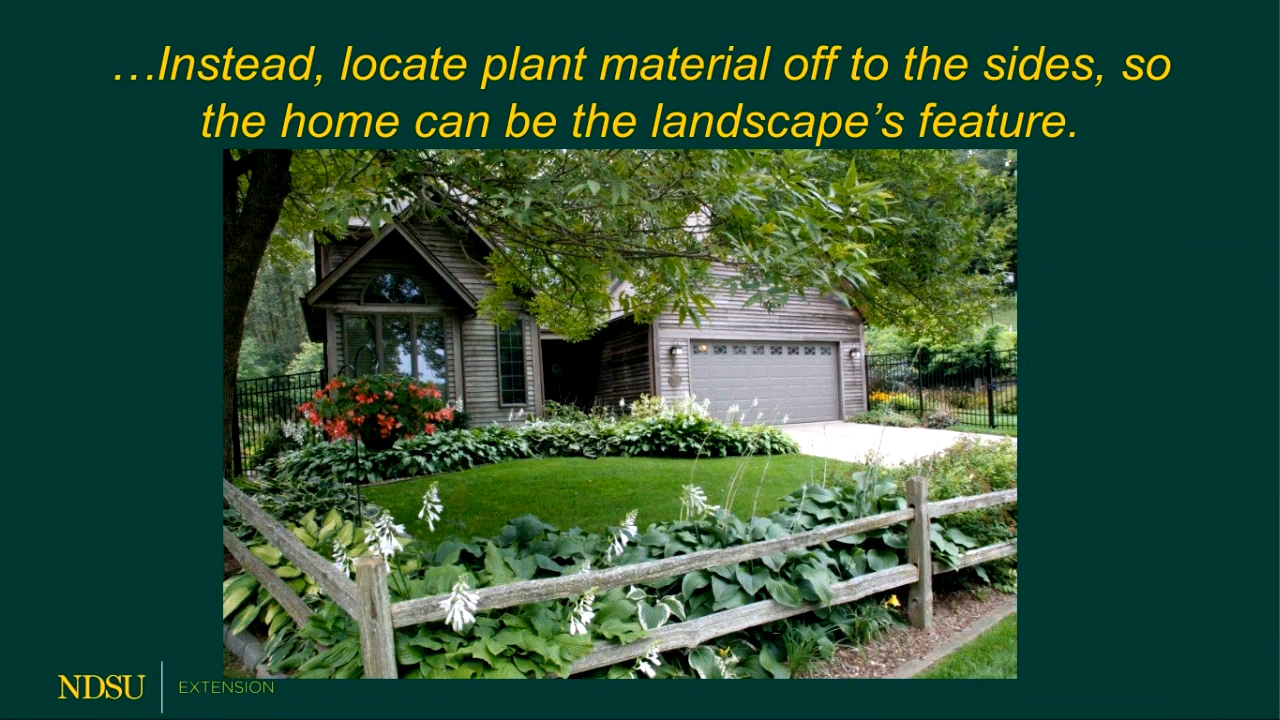 …Instead, locate plant material off to the sides, so
the home can be the landscape’s feature.
NDSU
EXTENSION